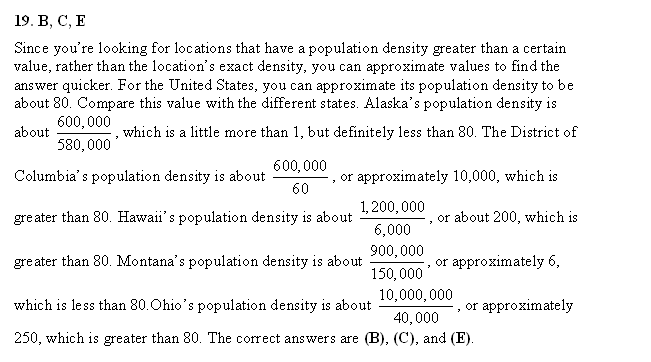 19. B, C, E
Since you're looking for locations that have a population density greater than a certain
value, rather than the location's exact density, you can approximate values to find the
answer quicker. For the United States, you can approximate its population density to be
about 80. Compare this value with the different states. Alaska's population density is
about 600,000/580,000, which is a little more than 1, but definitely less than 80. The District of
Columbia's population density is about 600,000/60, or approximately 10,000, which is
greater than 80. Hawaii's population density is about 1,200,000/6,000, or about 200, which is
greater than 80. Montana's population density is about 900,000/150,000, or approximately 6,
which is less than 80.Ohio's population density is about 10,000,000/40,000, or approximately
250, which is greater than 80. The correct answers are (B), (C), and (E).